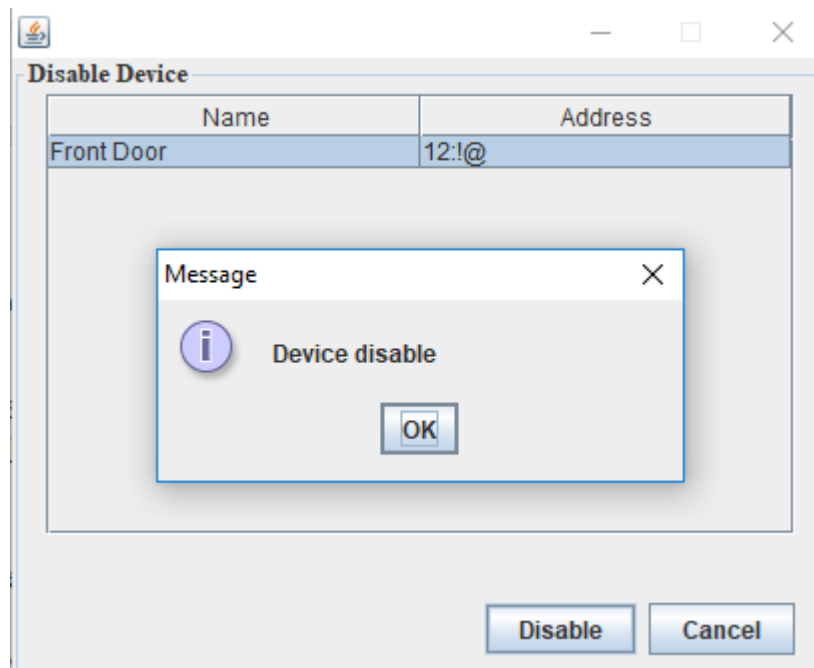 Disable Device
Name Address
Front Door 12:!@
Message
Device disable
OK
Disable Cancel